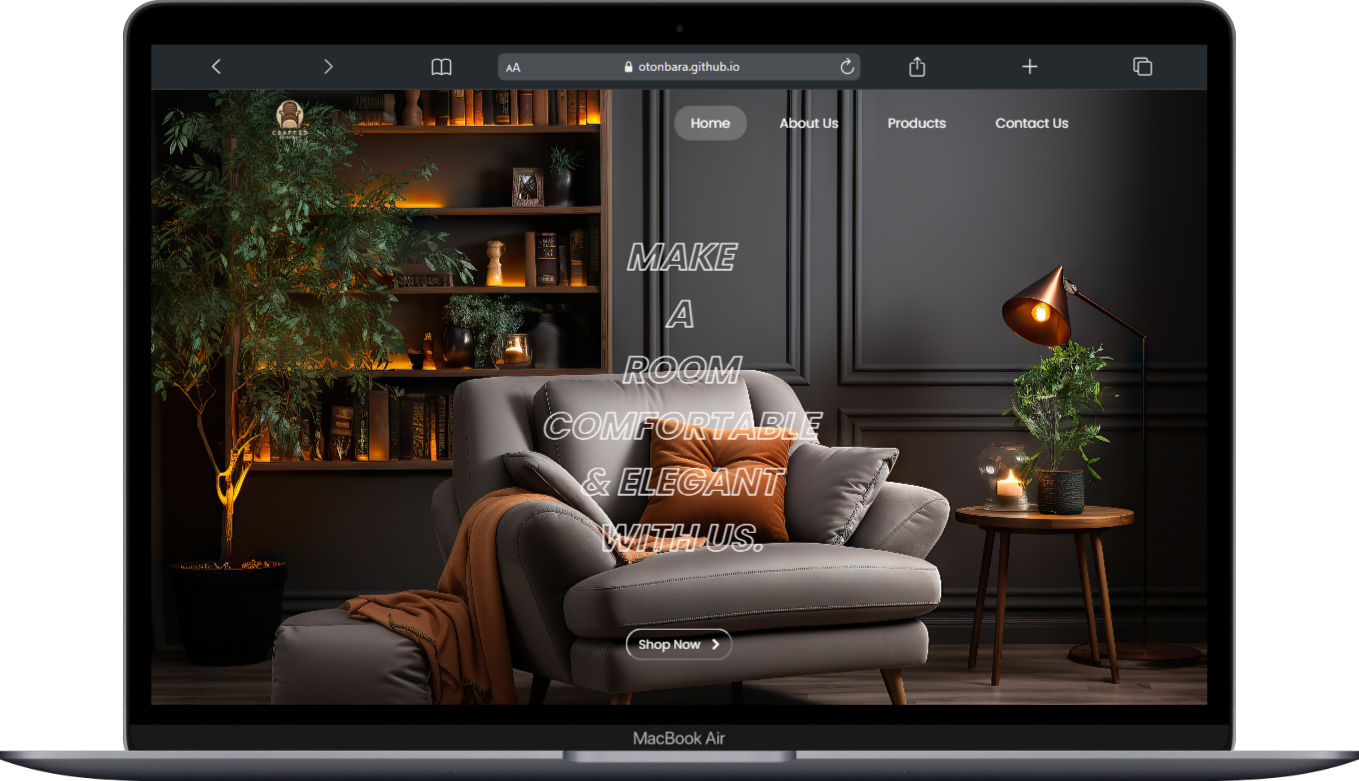 AA
otonbara.github.io
CRAFTED
Home
About Us
Products
Contact Us
MAKE
A
ROOM
COMFORTABLE
& ELEGANT
WITH US.
Shop Now
MacBook Air